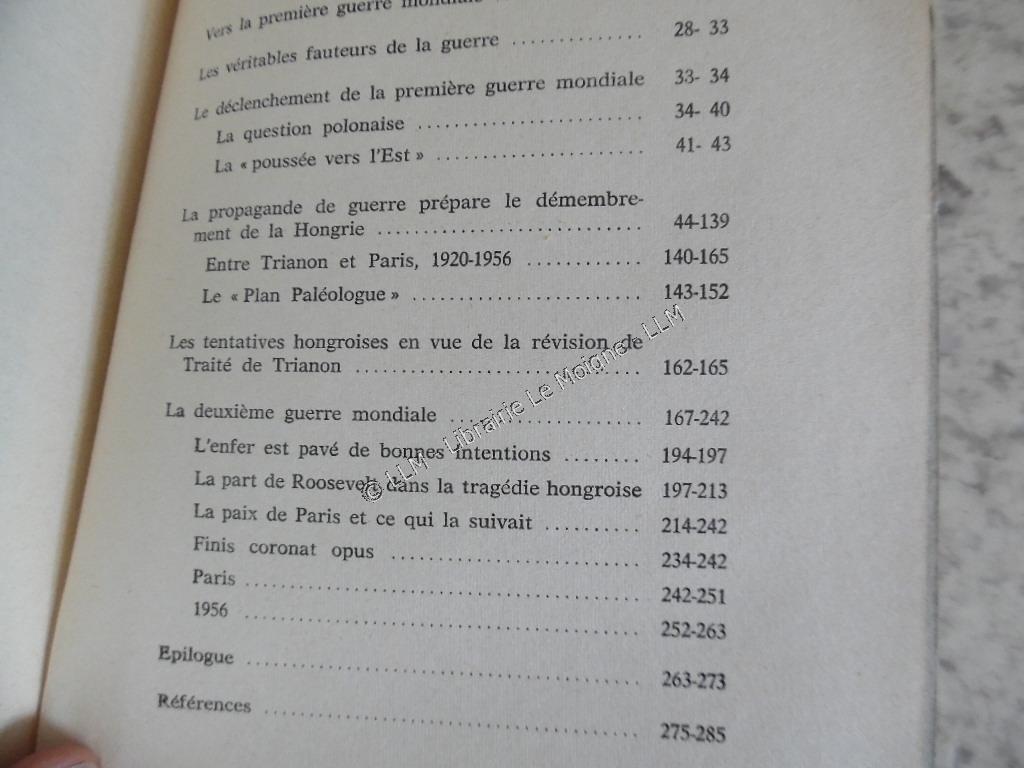 Vers la première guerre mondiale
Les véritables fauteurs de la guerre .............. 28- 33
Le déclenchement de la première guerre mondiale 33- 34
La question polonaise ........................ 34- 40
La « poussée vers l'Est » ...................... 41- 43
La propagande de guerre prépare le démembre-
ment de la Hongrie ............................ 44-139
Entre Trianon et Paris, 1920-1956 ............ 140-165
Le « Plan Paléologue » ........................ 143-152
Les tentatives hongroises en vue de la révision de
Traité de Trianon .............................. 162-165
La deuxième guerre mondiale .................... 167-242
L'enfer est pavé de bonnes intentions ........ 194-197
La part de Roosevelt dans la tragédie hongroise 197-213
La paix de Paris et ce qui la suivait .......... 214-242
Finis coronat opus .......................... 234-242
Paris .......................................... 242-251
1956 .......................................... 252-263
Epilogue ........................................ 263-273
Références ...................................... 275-285
© LLM - Librairie Le Moigne - LLM